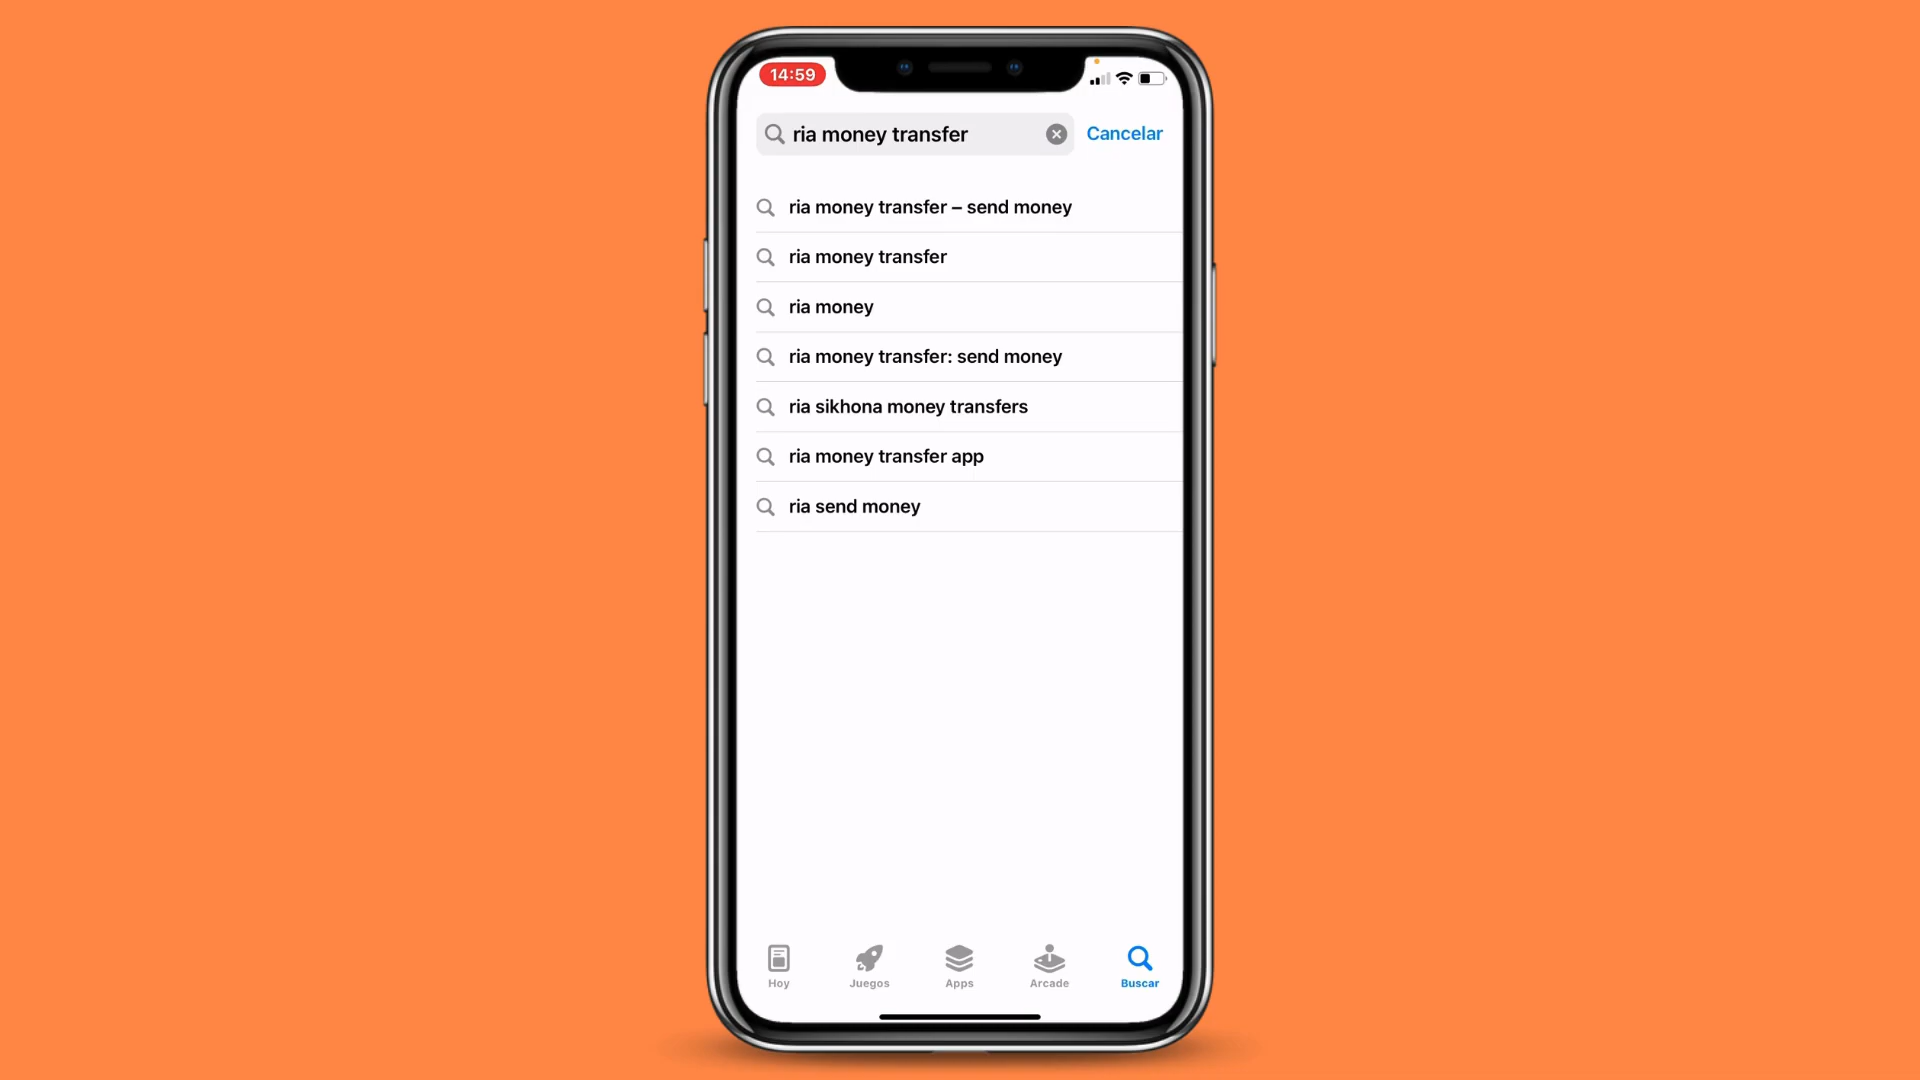 14:59
ria money transfer
Cancelar
ria money transfer – send money
ria money transfer
ria money
ria money transfer: send money
ria sikhona money transfers
ria money transfer app
ria send money
Hoy
Juegos
Apps
Arcade
Buscar